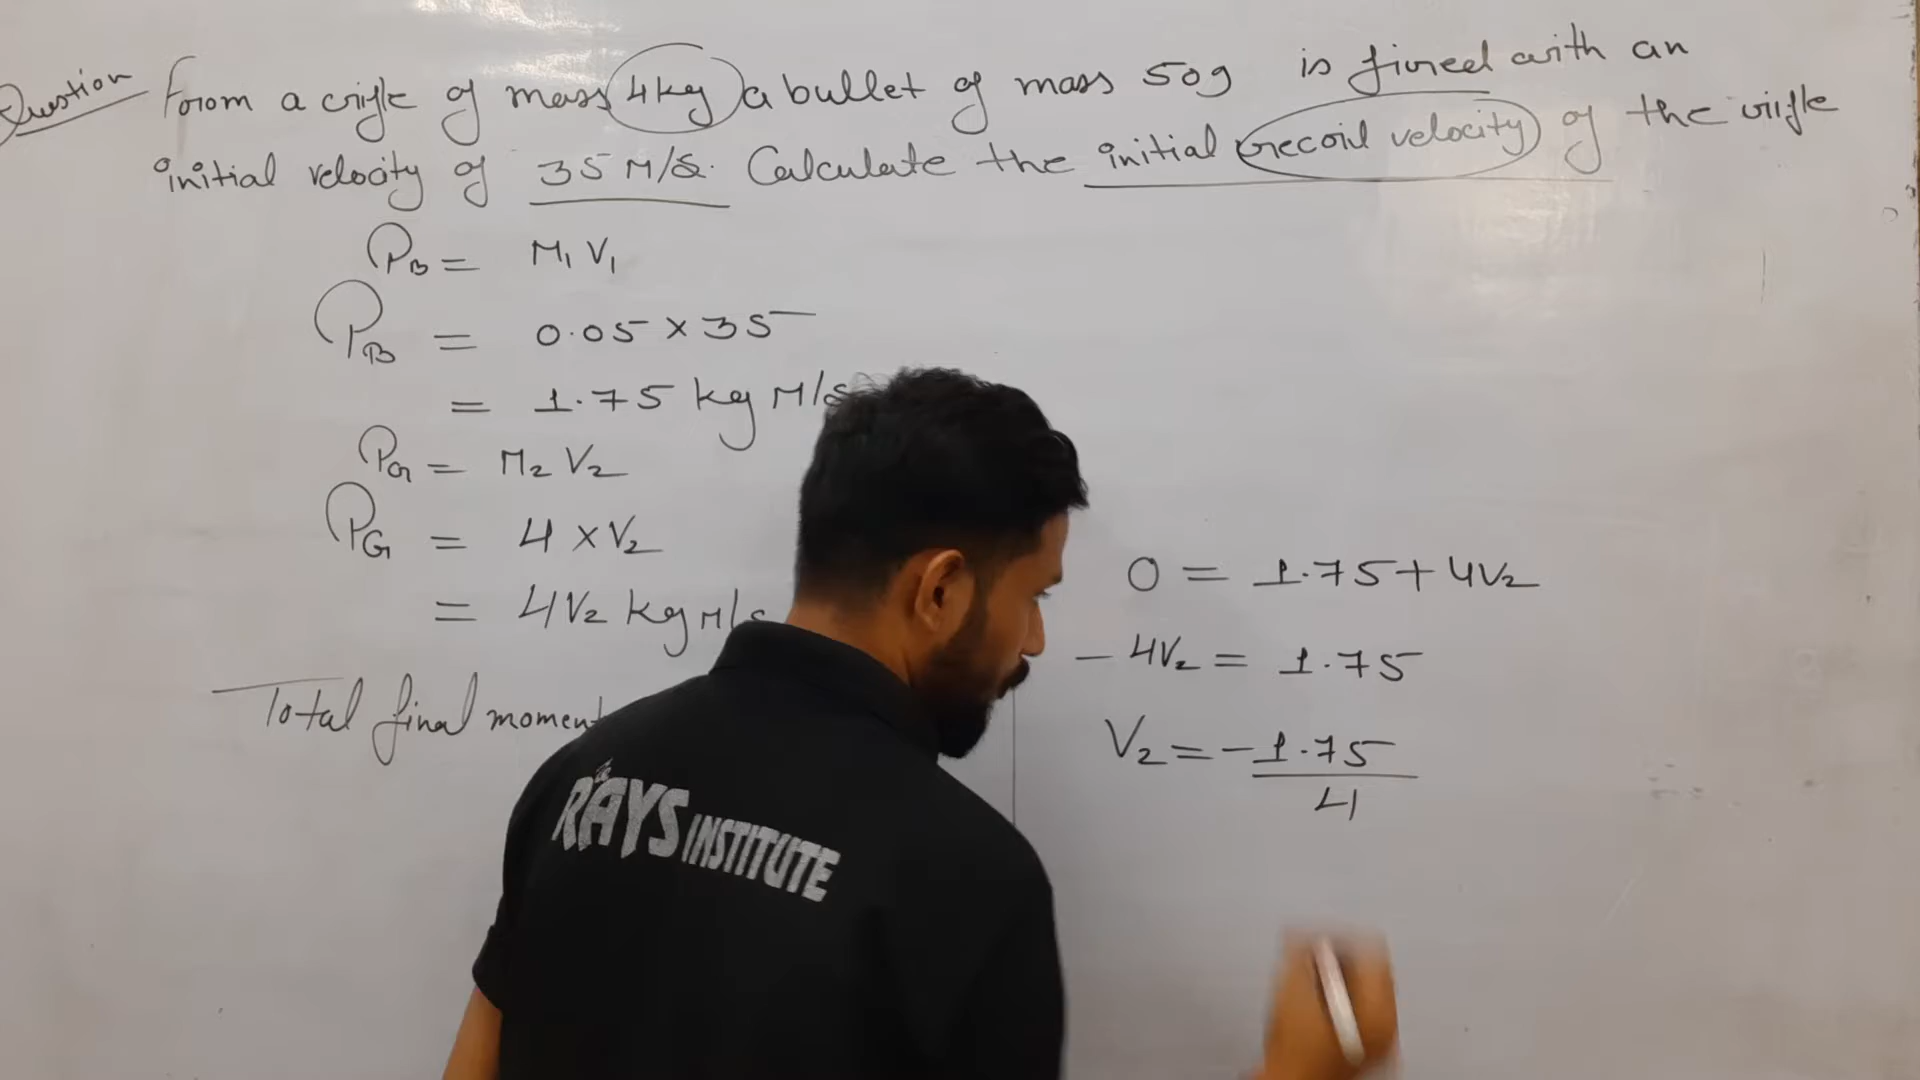 Question From a rifle of mass 4kg a bullet of mass 50g is fired with an
initial velocity of 35 M/S. Calculate the initial recoil velocity of the rifle
PB = M1 V1
PB = 0.05 × 35
= 1.75 kg M/S
PG = M2 V2
PG = 4 × V2
= 4V2 kg M/S
Total final
0 = 1.75 + 4V2
- 4V2 = 1.75
V2 = - 1.75
4
RAYS INSTITUTE